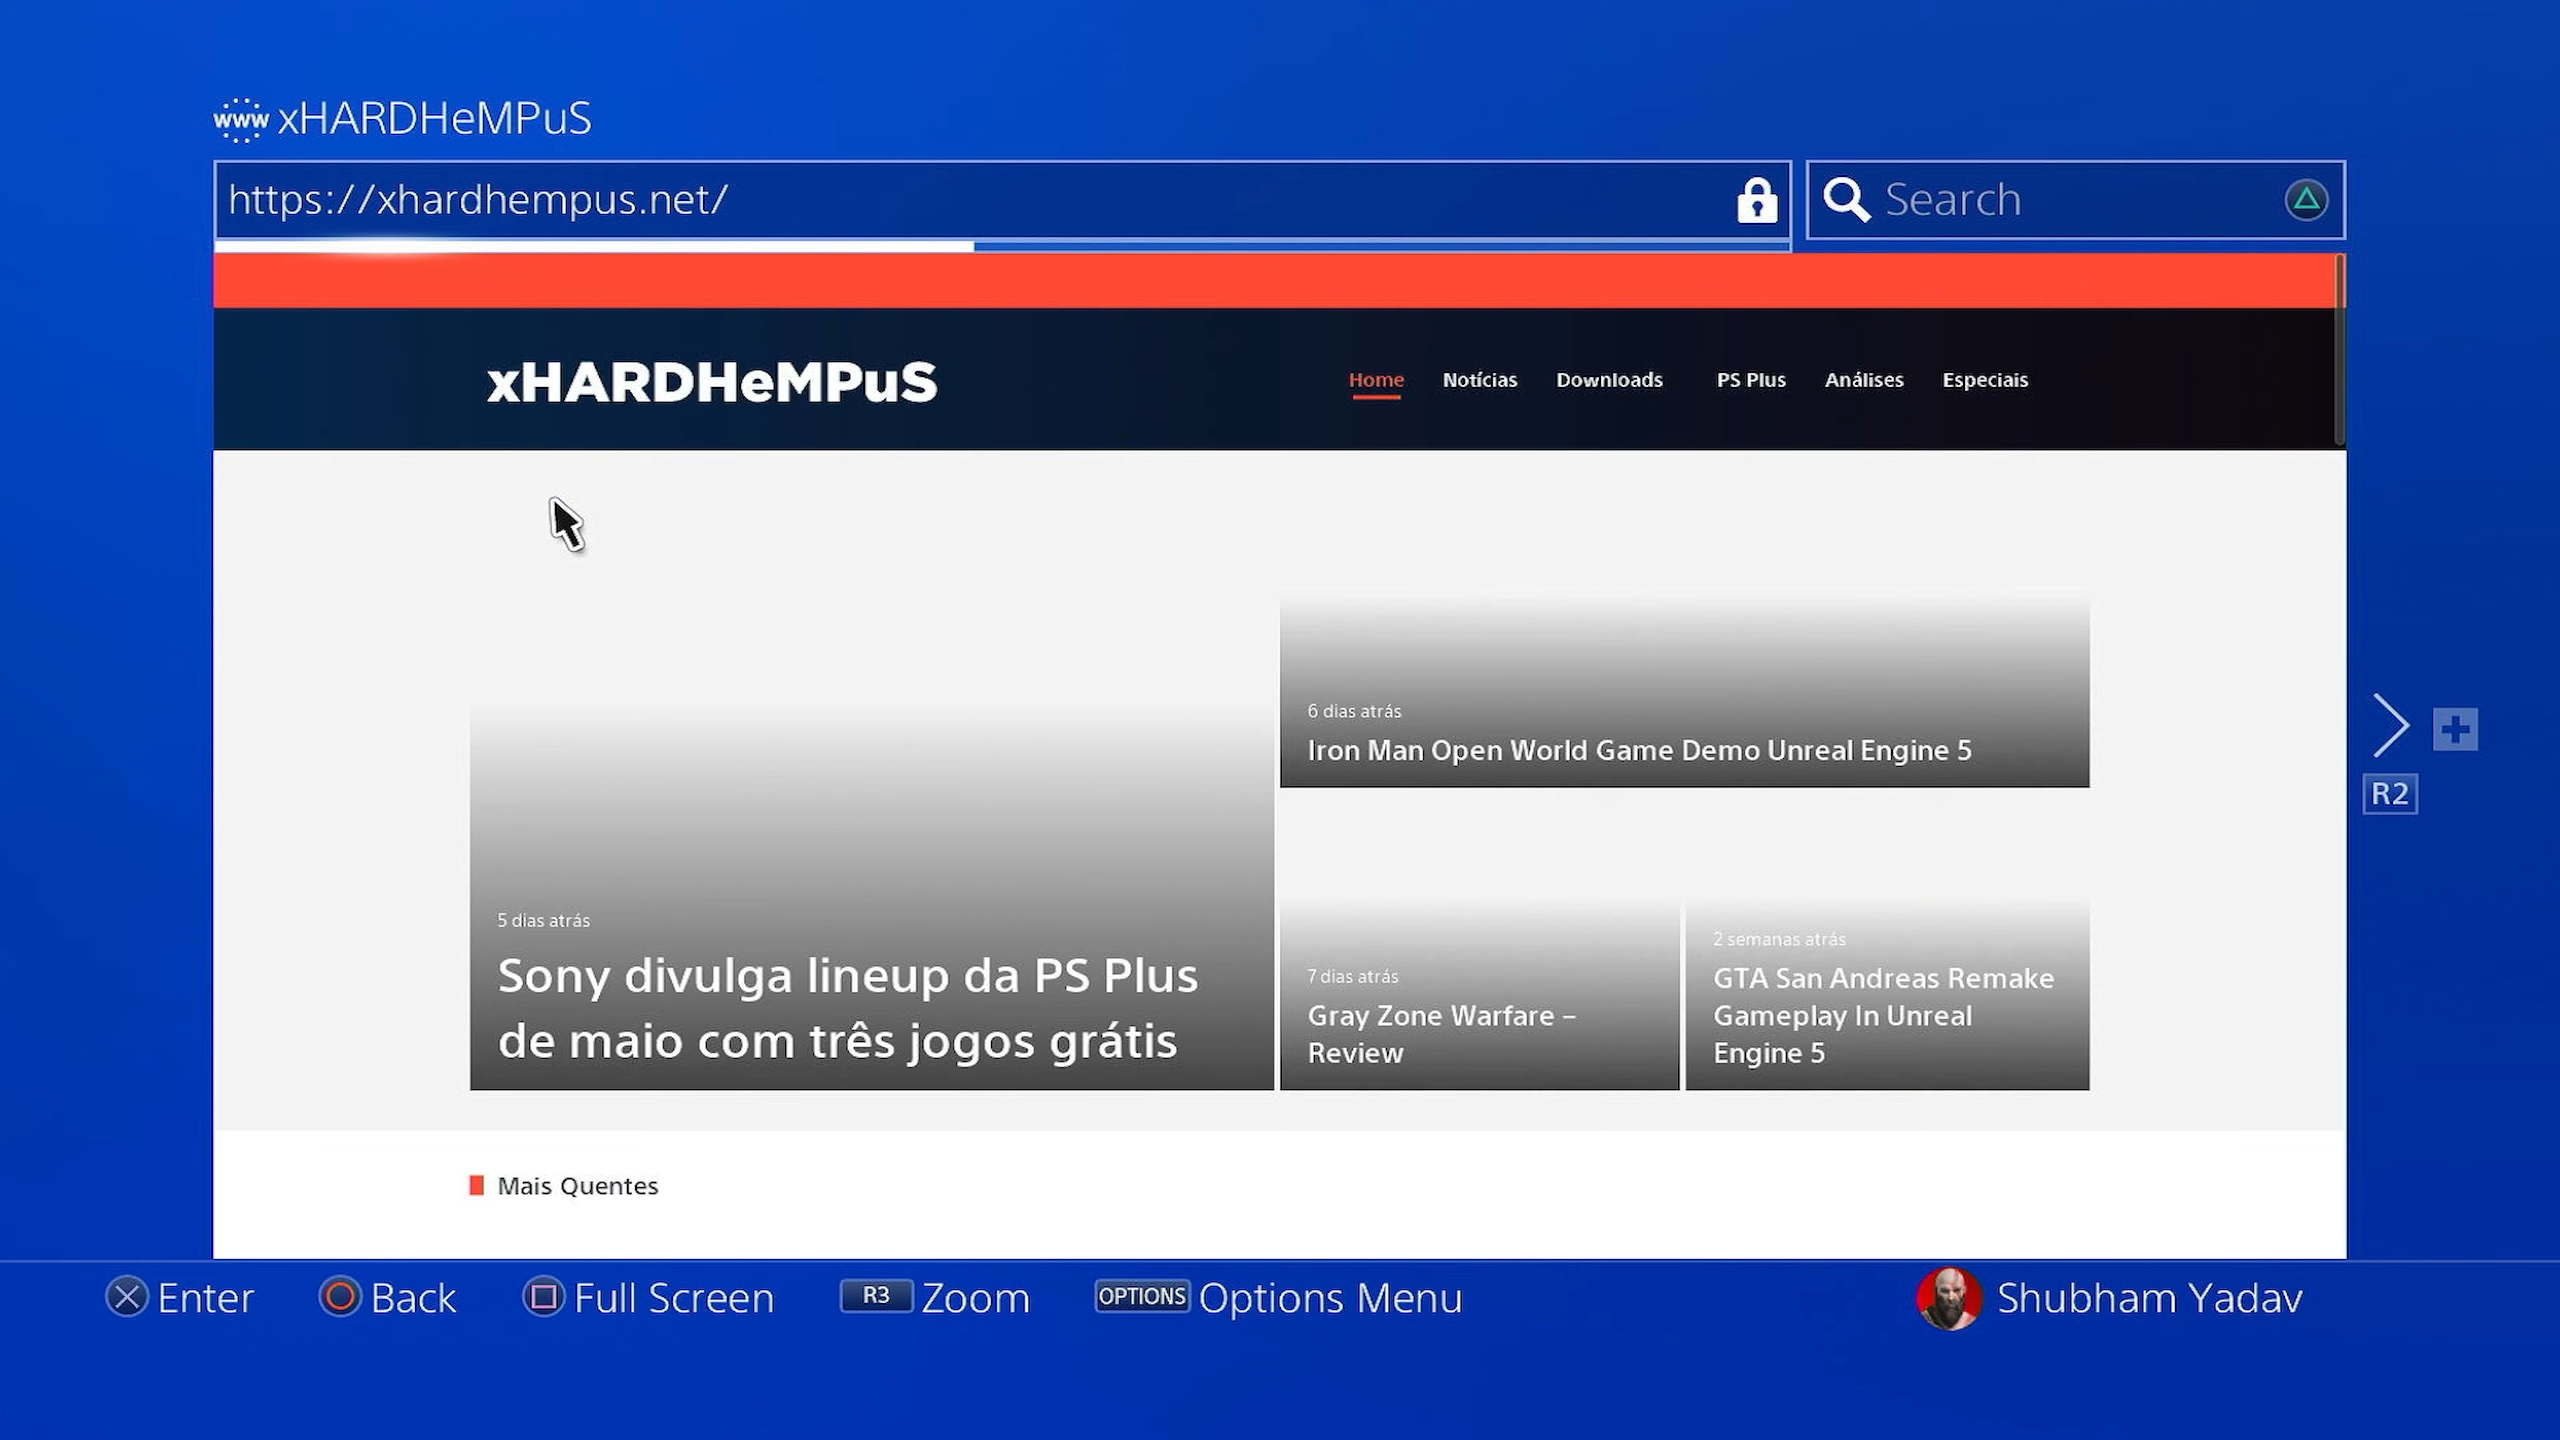 www xHARDHeMPuS
https://xhardhempus.net/
Search
xHARDHeMPuS
Home Notícias Downloads PS Plus Análises Especiais
6 dias atrás
Iron Man Open World Game Demo Unreal Engine 5
5 dias atrás
Sony divulga lineup da PS Plus
de maio com três jogos grátis
7 dias atrás
Gray Zone Warfare –
Review
2 semanas atrás
GTA San Andreas Remake
Gameplay In Unreal
Engine 5
R2
Mais Quentes
Enter Back Full Screen R3 Zoom OPTIONS Options Menu Shubham Yadav